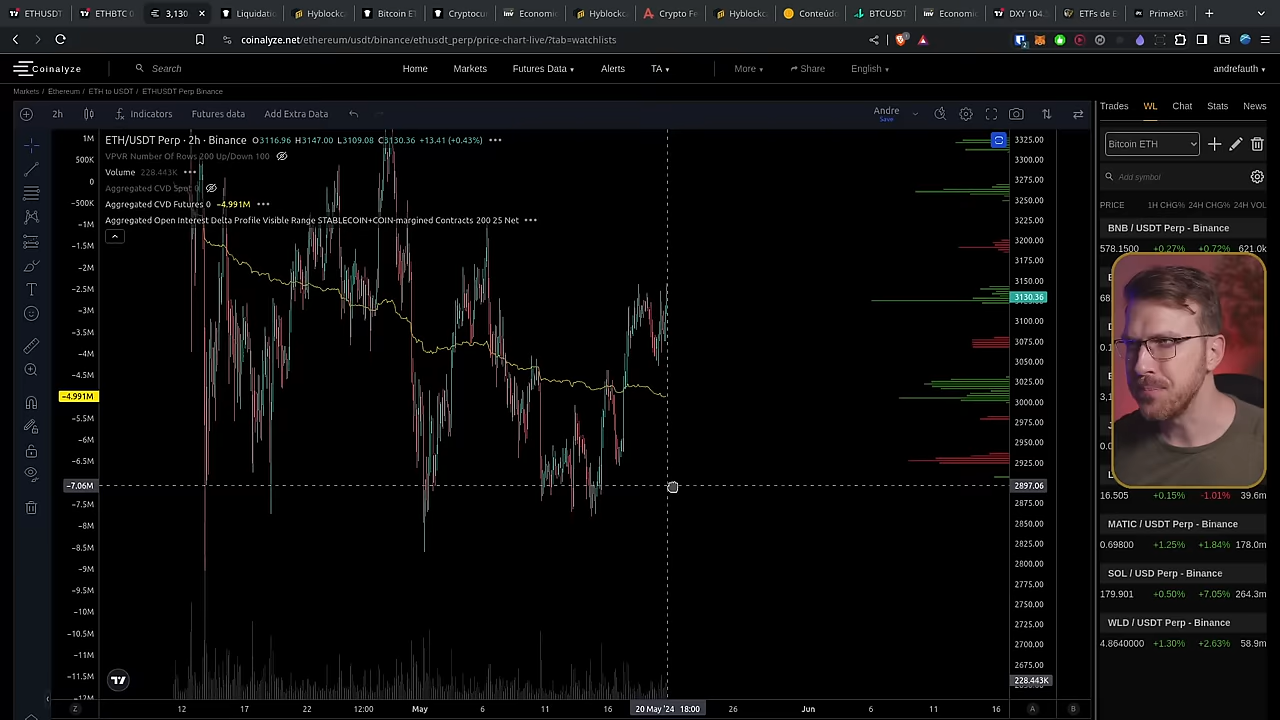 ETHUSDT
ETHBTC 0
3,130
Liquidatio
Hyblockc
Bitcoin ET
Cryptocur
Economic
Hyblockc
Crypto Fe
Hyblockc
Conteúdo
BTCUSDT
Economic
DXY 104.
ETFs de E
PrimeXBT
coinalyze.net/ethereum/usdt/binance/ethusdt_perp/price-chart-live/?tab=watchlists
Coinalyze
Search
Home
Markets
Futures Data
Alerts
TA
More
Share
English
andrefauth
Markets / Ethereum / ETH to USDT / ETHUSDT Perp Binance
2h
Indicators
Futures data
Add Extra Data
Andre
Save
Trades
WL
Chat
Stats
News
ETH/USDT Perp · 2h · Binance O3116.96 H3147.00 L3109.08 C3130.36 +13.41 (+0.43%)
VPVR Number Of Rows 200 Up/Down 100
Volume 228.443K
Aggregated CVD Spot 0
Aggregated CVD Futures 0 −4.991M
Aggregated Open Interest Delta Profile Visible Range STABLECOIN+COIN-margined Contracts 200 25 Net
1M
500K
0
−500K
−1M
−1.5M
−2M
−2.5M
−3M
−3.5M
−4M
−4.5M
−4.991M
−5.5M
−6M
−6.5M
−7.06M
−7.5M
−8M
−8.5M
−9M
−9.5M
−10M
−10.5M
−11M
−11.5M
−12M
3325.00
3300.00
3275.00
3250.00
3225.00
3200.00
3175.00
3150.00
3130.36
3100.00
3075.00
3050.00
3025.00
3000.00
2975.00
2950.00
2925.00
2897.06
2875.00
2850.00
2825.00
2800.00
2775.00
2750.00
2725.00
2700.00
2675.00
228.443K
Z
12
17
22
12:00
May
6
11
16
20 May '24 18:00
26
Jun
6
11
16
A
B
Bitcoin ETH
Add symbol
PRICE 1H CHG% 24H CHG% 24H VOL
BNB / USDT Perp - Binance
578.1500 +0.27% +0.72% 621.0k
16.505 +0.15% -1.01% 39.6m
MATIC / USDT Perp - Binance
0.69800 +1.25% +1.84% 178.0m
SOL / USD Perp - Binance
179.901 +0.50% +7.05% 264.3m
WLD / USDT Perp - Binance
4.8640000 +1.30% +2.63% 58.9m